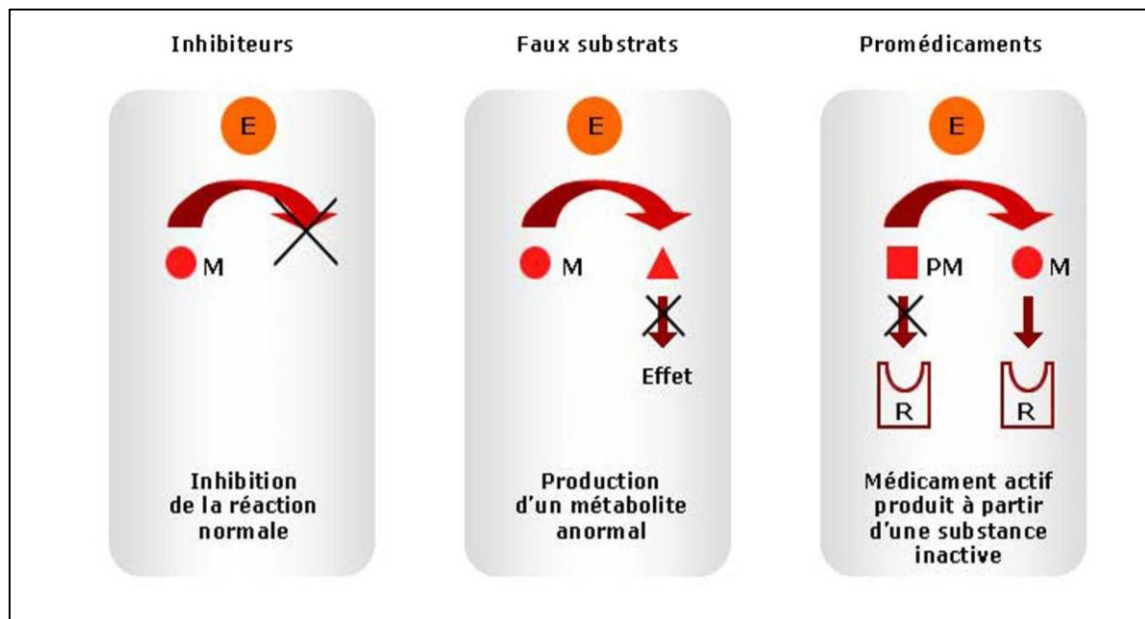 Inhibiteurs
E
M
Inhibition
de la réaction
normale
Faux substrats
E
M
Effet
Production
d'un métabolite
anormal
Promédicaments
E
PM
M
R
R
Médicament actif
produit à partir
d'une substance
inactive